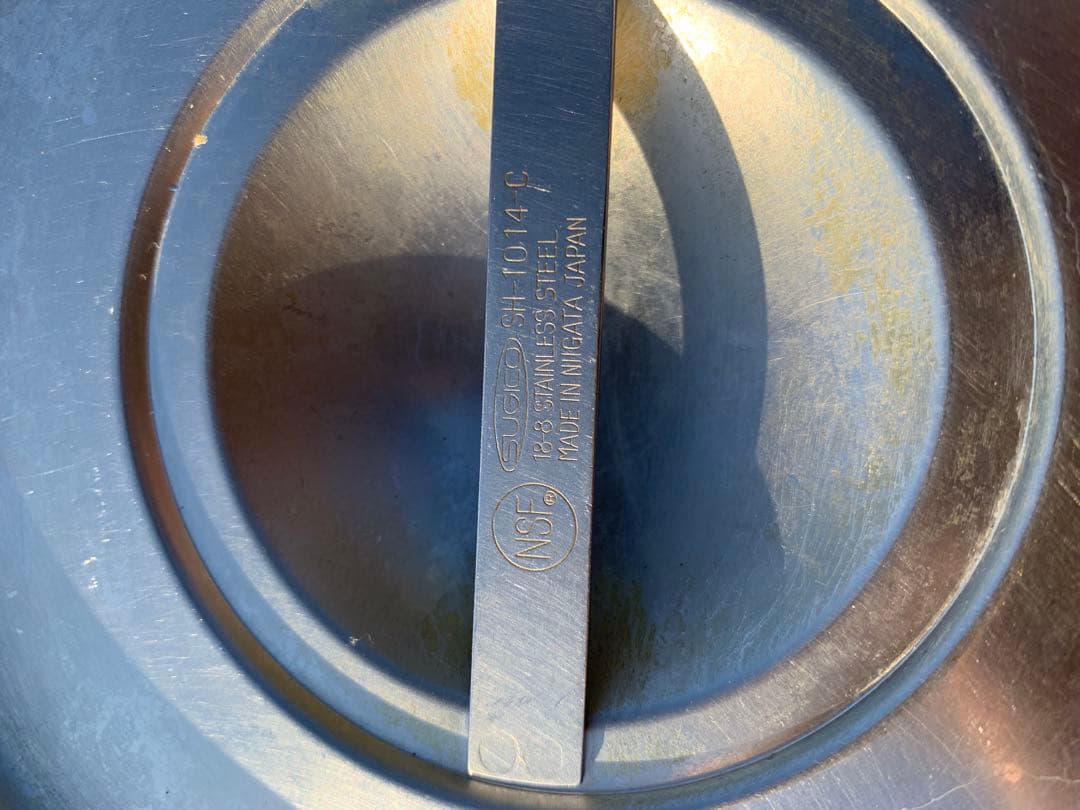 SUGICO SH-1014-C
18-8 STAINLESS STEEL
MADE IN NIIGATA JAPAN
NSF®